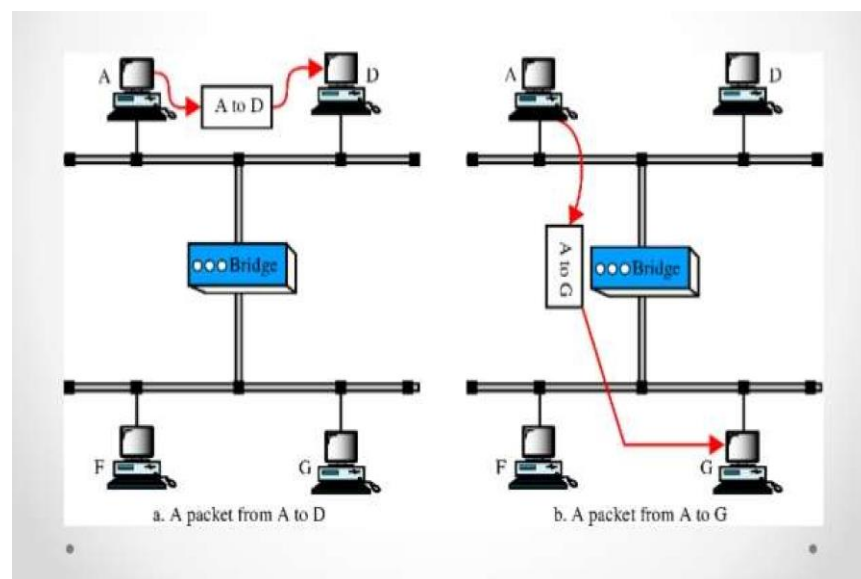 A
D
A to D
Bridge
F
G
a. A packet from A to D
A
D
A to G
Bridge
F
G
b. A packet from A to G